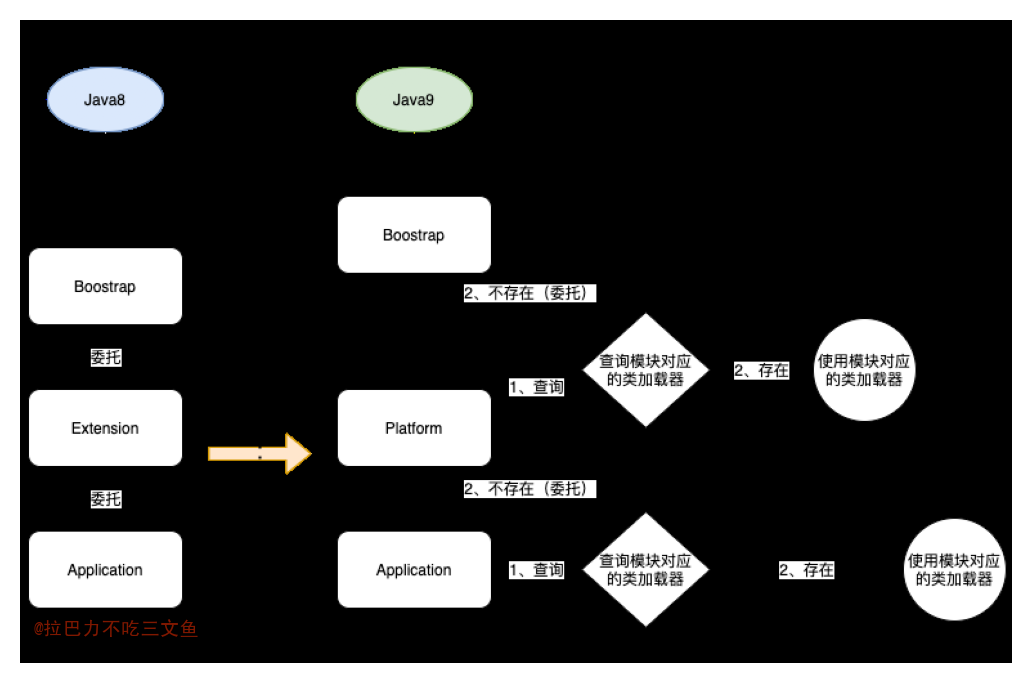 Java8
Java9
Boostrap
Boostrap
2、不存在（委托）
委托
查询模块对应
的类加载器
2、存在
使用模块对应
的类加载器
1、查询
Extension
Platform
委托
2、不存在（委托）
Application
Application
1、查询
查询模块对应
的类加载器
2、存在
使用模块对应
的类加载器
@拉巴力不吃三文鱼